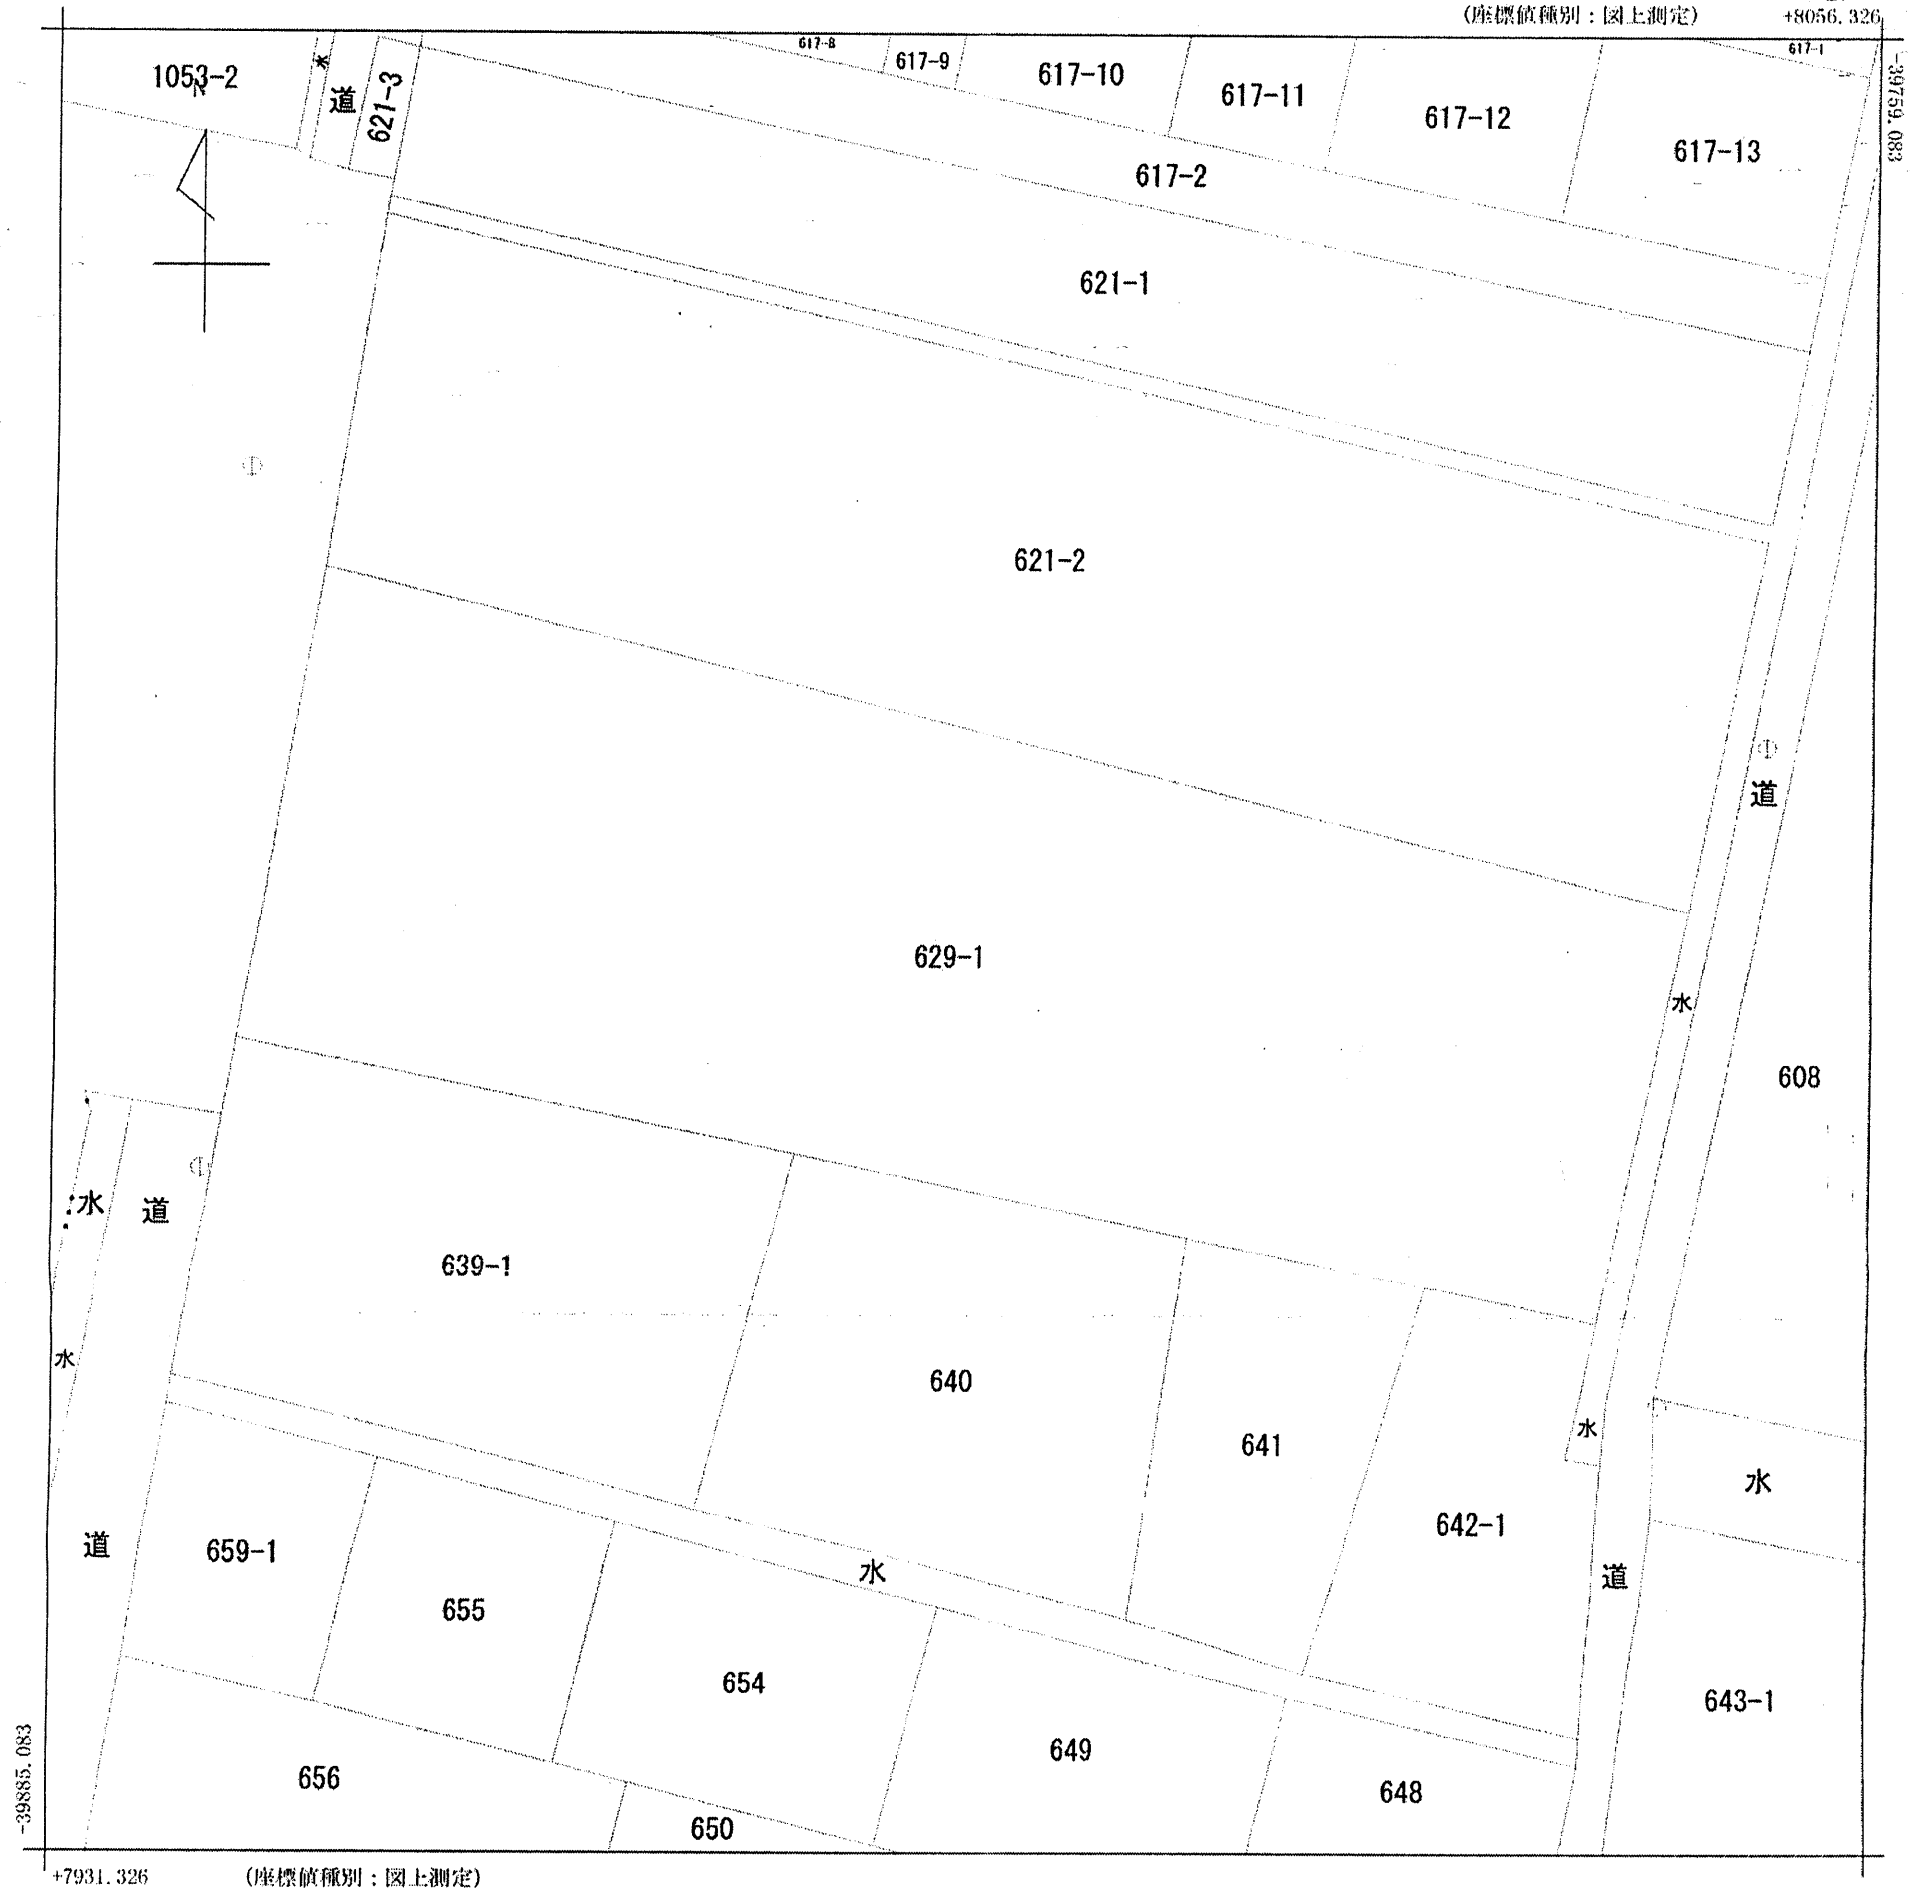 (座標値種別:図上測定) +8056.326
-39759.083
617-8
617-9
617-10
617-11
617-12
617-13
617-1
1053-2
N
水
道
621-3
617-2
621-1
621-2
道
629-1
水
608
水
道
639-1
水
640
641
水
642-1
水
道
659-1
655
水
道
654
643-1
649
656
648
650
-39885.083
+7931.326 (座標値種別:図上測定)